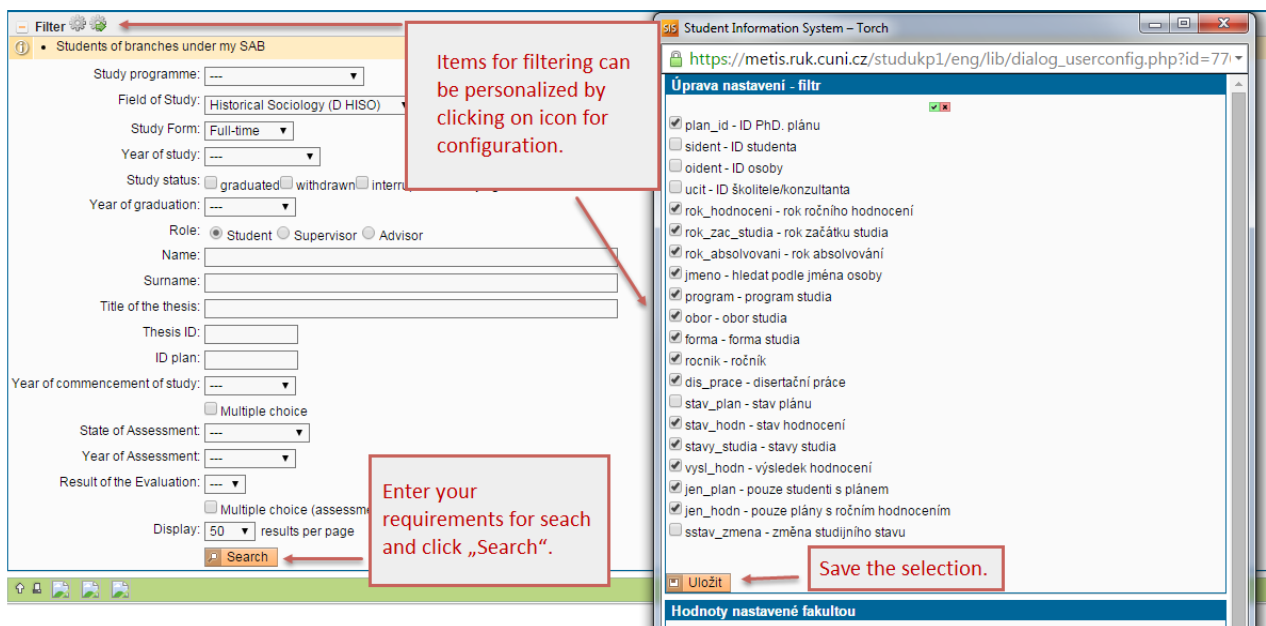 Filter
• Students of branches under my SAB
Study programme: ---
Field of Study: Historical Sociology (D HISO)
Study Form: Full-time
Year of study: ---
Study status: graduated withdrawn
Year of graduation: ---
Role: Student Supervisor Advisor
Name:
Surname:
Title of the thesis:
Thesis ID:
ID plan:
Year of commencement of study: ---
Multiple choice
State of Assessment: ---
Year of Assessment: ---
Result of the Evaluation: ---
Multiple choice
Display: 50 results per page
Search
Items for filtering can
be personalized by
clicking on icon for
configuration.
Enter your
requirements for seach
and click „Search“.
SIS Student Information System – Torch
https://metis.ruk.cuni.cz/studukp1/eng/lib/dialog_userconfig.php?id=77
Úprava nastavení - filtr
plan_id - ID PhD. plánu
sident - ID studenta
oident - ID osoby
ucit - ID školitele/konzultanta
rok_hodnoceni - rok ročního hodnocení
rok_zac_studia - rok začátku studia
rok_absolvovani - rok absolvování
jmeno - hledat podle jména osoby
program - program studia
obor - obor studia
forma - forma studia
rocnik - ročník
dis_prace - disertační práce
stav_plan - stav plánu
stav_hodn - stav hodnocení
stavy_studia - stavy studia
vysl_hodn - výsledek hodnocení
jen_plan - pouze studenti s plánem
jen_hodn - pouze plány s ročním hodnocením
sstav_zmena - změna studijního stavu
Uložit
Save the selection.
Hodnoty nastavené fakultou